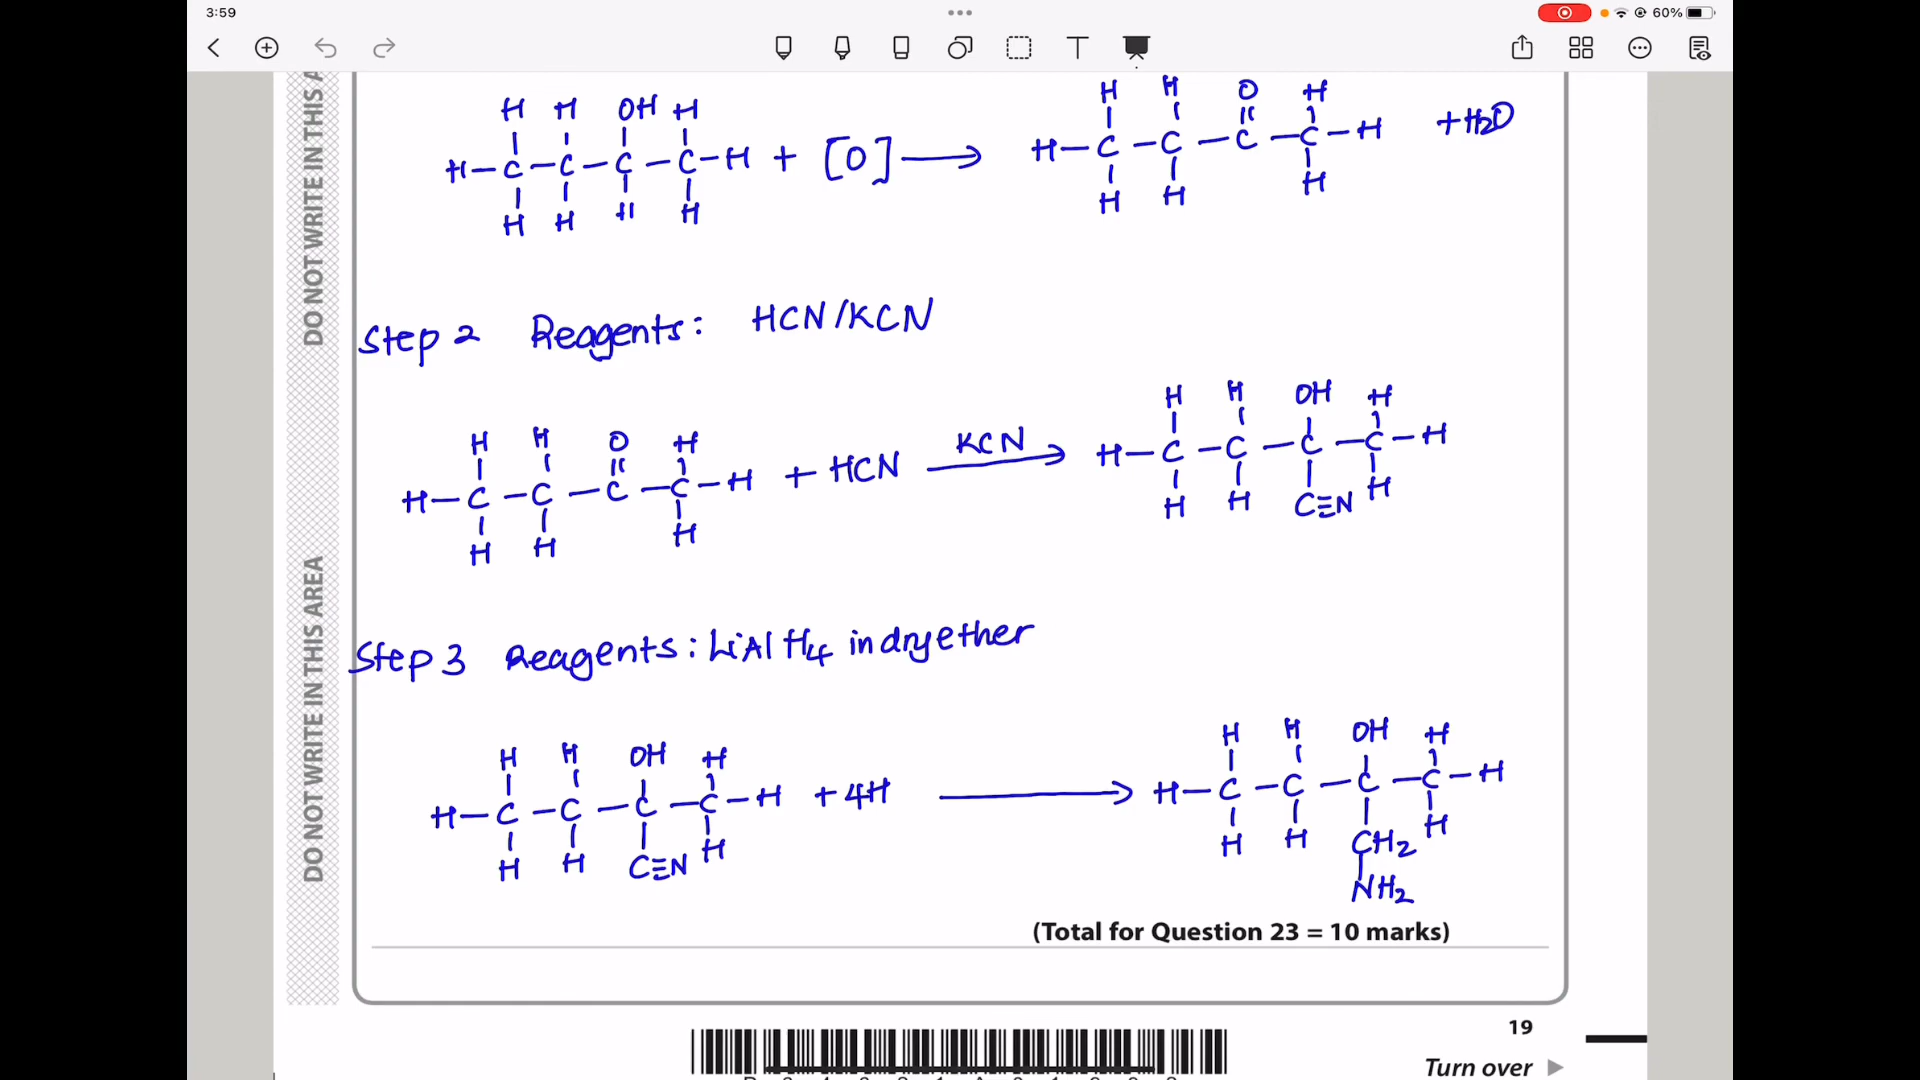 3:59
60%
H H OH H
H-C-C-C-C-H + [O] →
H H H H
H H O H
H-C-C-C-C-H +H2O
H H H
Step 2 Reagents: HCN/KCN
H H O H
H-C-C-C-C-H + HCN
H H H
KCN
H H OH H
H-C-C-C-C-H
H H C≡N H
Step 3 Reagents: LiAlH4 in dry ether
H H OH H
H-C-C-C-C-H +4H →
H H C≡N H
H H OH H
H-C-C-C-C-H
H H CH2 H
NH2
(Total for Question 23 = 10 marks)
19
Turn over
DO NOT WRITE IN THIS A
DO NOT WRITE IN THIS AREA